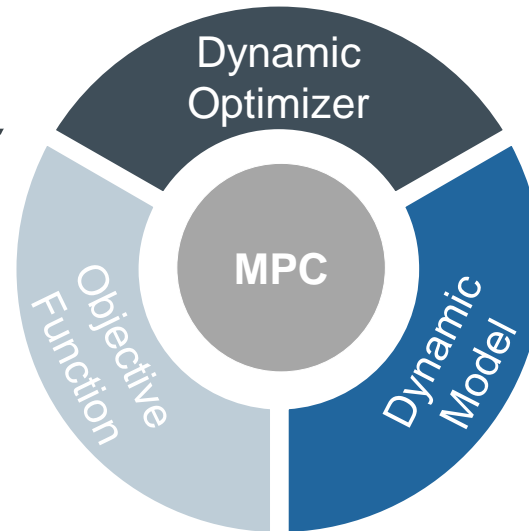 Dynamic
Optimizer
MPC
Objective
Function
Dynamic
Model